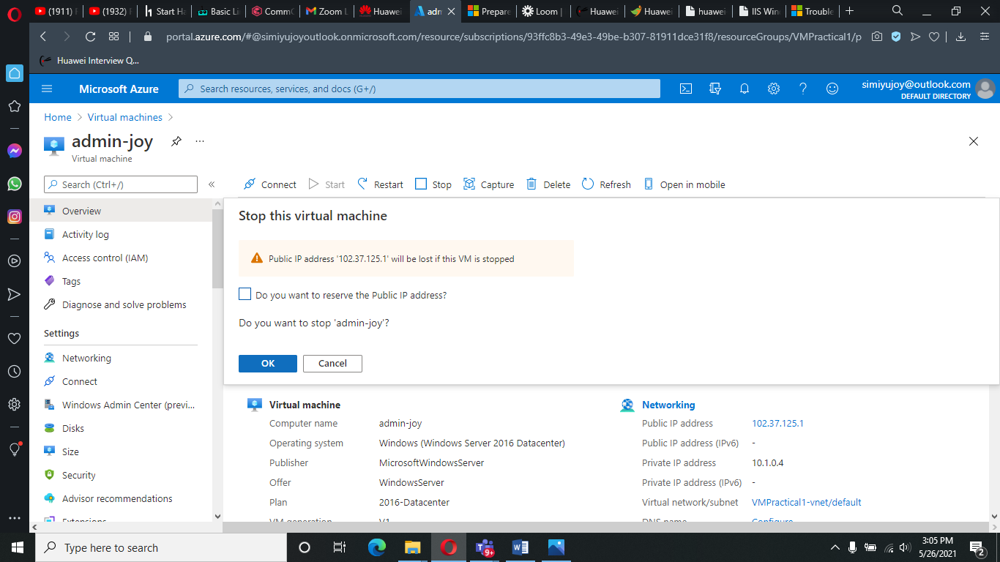 (1911)
(1932)
Start Ha
Basic Li
CommC
Zoom L
Huawei
adn
Prepare
Loom |
Huawei
Huawei
huawei
IIS Win
Trouble
portal.azure.com/#@simiyujoyoutlook.onmicrosoft.com/resource/subscriptions/93ffc8b3-49e3-49be-b307-81911dce31f8/resourceGroups/VMPractical1/p
Huawei Interview Q...
Microsoft Azure
Search resources, services, and docs (G+/)
simiyujoy@outlook.com
DEFAULT DIRECTORY
Home > Virtual machines >
admin-joy
Virtual machine
Search (Ctrl+/)
Connect Start Restart Stop Capture Delete Refresh Open in mobile
Overview
Activity log
Access control (IAM)
Tags
Diagnose and solve problems
Settings
Networking
Connect
Windows Admin Center (previ...
Disks
Size
Security
Advisor recommendations
Extensions
Stop this virtual machine
Public IP address '102.37.125.1' will be lost if this VM is stopped
Do you want to reserve the Public IP address?
Do you want to stop 'admin-joy'?
OK Cancel
Virtual machine
Computer name admin-joy
Operating system Windows (Windows Server 2016 Datacenter)
Publisher MicrosoftWindowsServer
Offer WindowsServer
Plan 2016-Datacenter
VM generation V1
Networking
Public IP address 102.37.125.1
Public IP address (IPv6) -
Private IP address 10.1.0.4
Private IP address (IPv6) -
Virtual network/subnet VMPractical1-vnet/default
DNS name Configure
Type here to search
9+
3:05 PM
5/26/2021
2